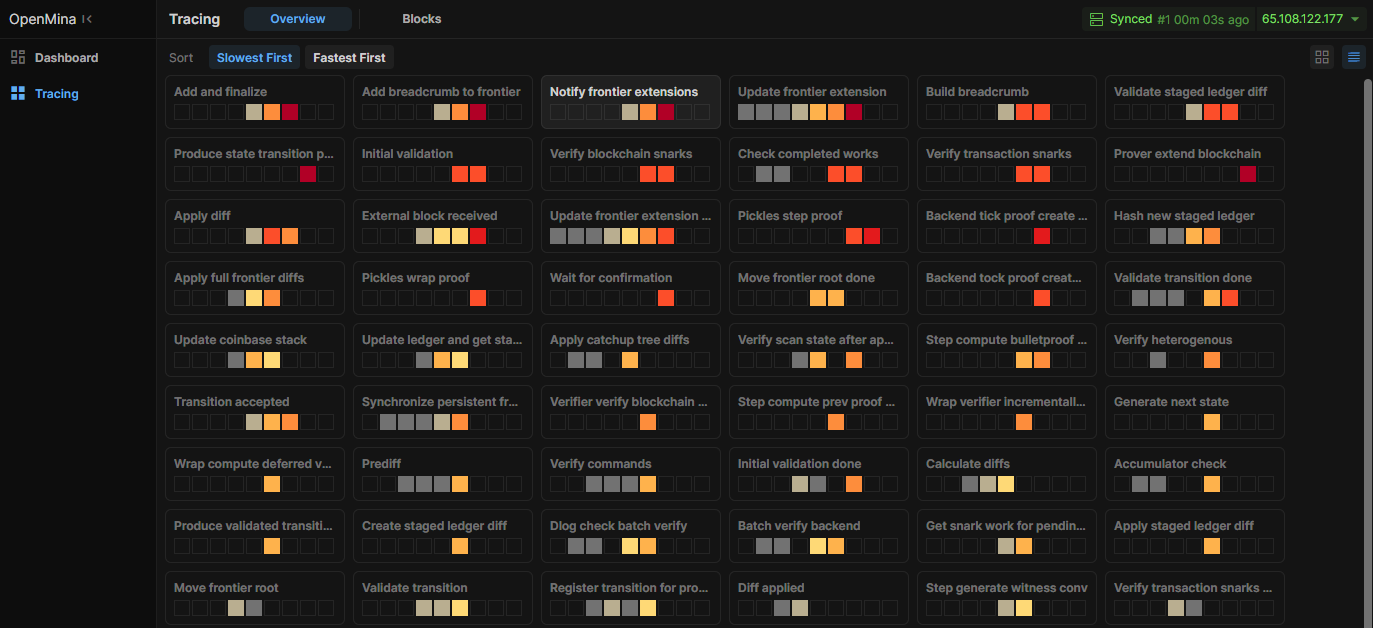 OpenMina
Tracing
Overview
Blocks
Synced #1 00m 03s ago
65.108.122.177
Dashboard
Tracing
Sort
Slowest First
Fastest First
Add and finalize
Add breadcrumb to frontier
Notify frontier extensions
Update frontier extension
Build breadcrumb
Validate staged ledger diff
Produce state transition p...
Initial validation
Verify blockchain snarks
Check completed works
Verify transaction snarks
Prover extend blockchain
Apply diff
External block received
Update frontier extension ...
Pickles step proof
Backend tick proof create ...
Hash new staged ledger
Apply full frontier diffs
Pickles wrap proof
Wait for confirmation
Move frontier root done
Backend tock proof creat...
Validate transition done
Update coinbase stack
Update ledger and get sta...
Apply catchup tree diffs
Verify scan state after ap...
Step compute bulletproof ...
Verify heterogenous
Transition accepted
Synchronize persistent fr...
Verifier verify blockchain ...
Step compute prev proof ...
Wrap verifier incrementall...
Generate next state
Wrap compute deferred v...
Prediff
Verify commands
Initial validation done
Calculate diffs
Accumulator check
Produce validated transiti...
Create staged ledger diff
Dlog check batch verify
Batch verify backend
Get snark work for pendin...
Apply staged ledger diff
Move frontier root
Validate transition
Register transition for pro...
Diff applied
Step generate witness conv
Verify transaction snarks ...